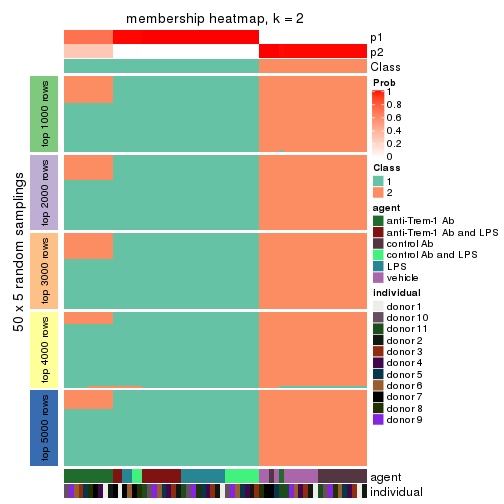 membership heatmap, k = 2
p1
p2
Class
50 x 5 random samplings
top 1000 rows
top 2000 rows
top 3000 rows
top 4000 rows
top 5000 rows
agent
individual
Prob
1
0.8
0.6
0.4
0.2
0
Class
1
2
agent
anti-Trem-1 Ab
anti-Trem-1 Ab and LPS
control Ab
control Ab and LPS
LPS
vehicle
individual
donor 1
donor 10
donor 11
donor 2
donor 3
donor 4
donor 5
donor 6
donor 7
donor 8
donor 9